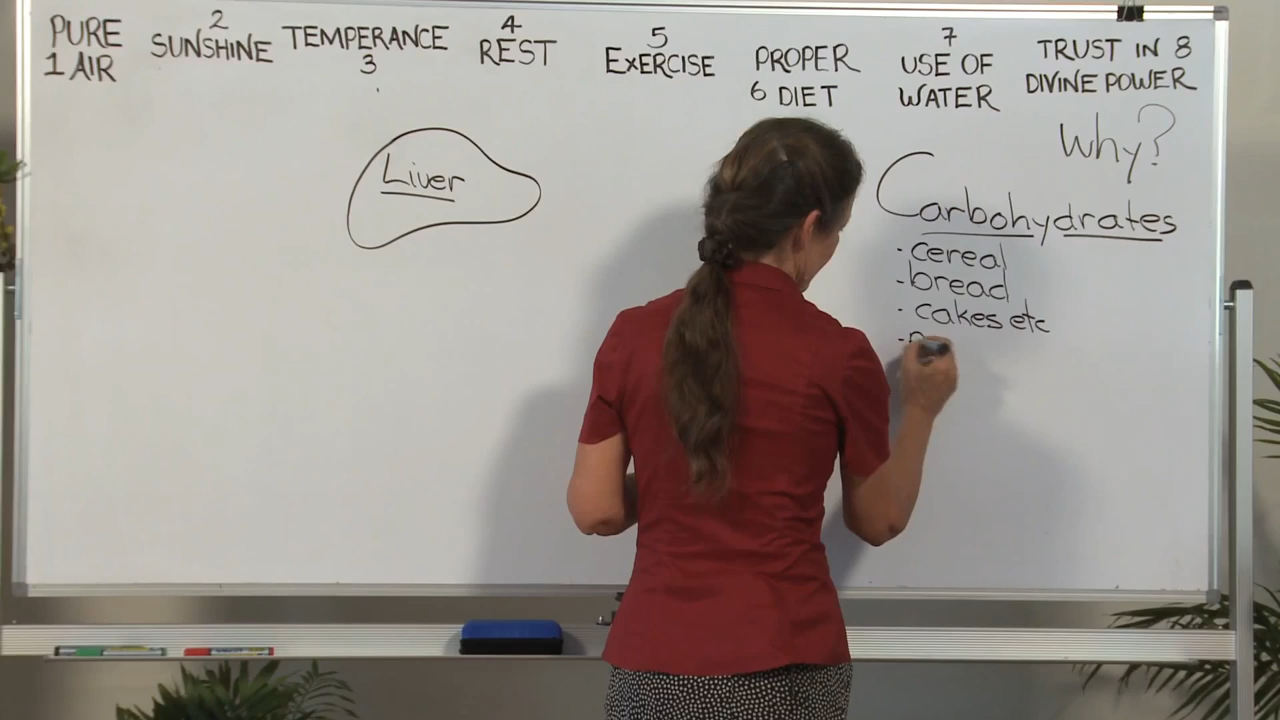 PURE
1 AIR
2
SUNSHINE
TEMPERANCE
3
4
REST
5
EXERCISE
PROPER
6 DIET
7
USE OF
WATER
TRUST IN 8
DIVINE POWER
Why?
Liver
Carbohydrates
· cereal
· bread
· cakes etc